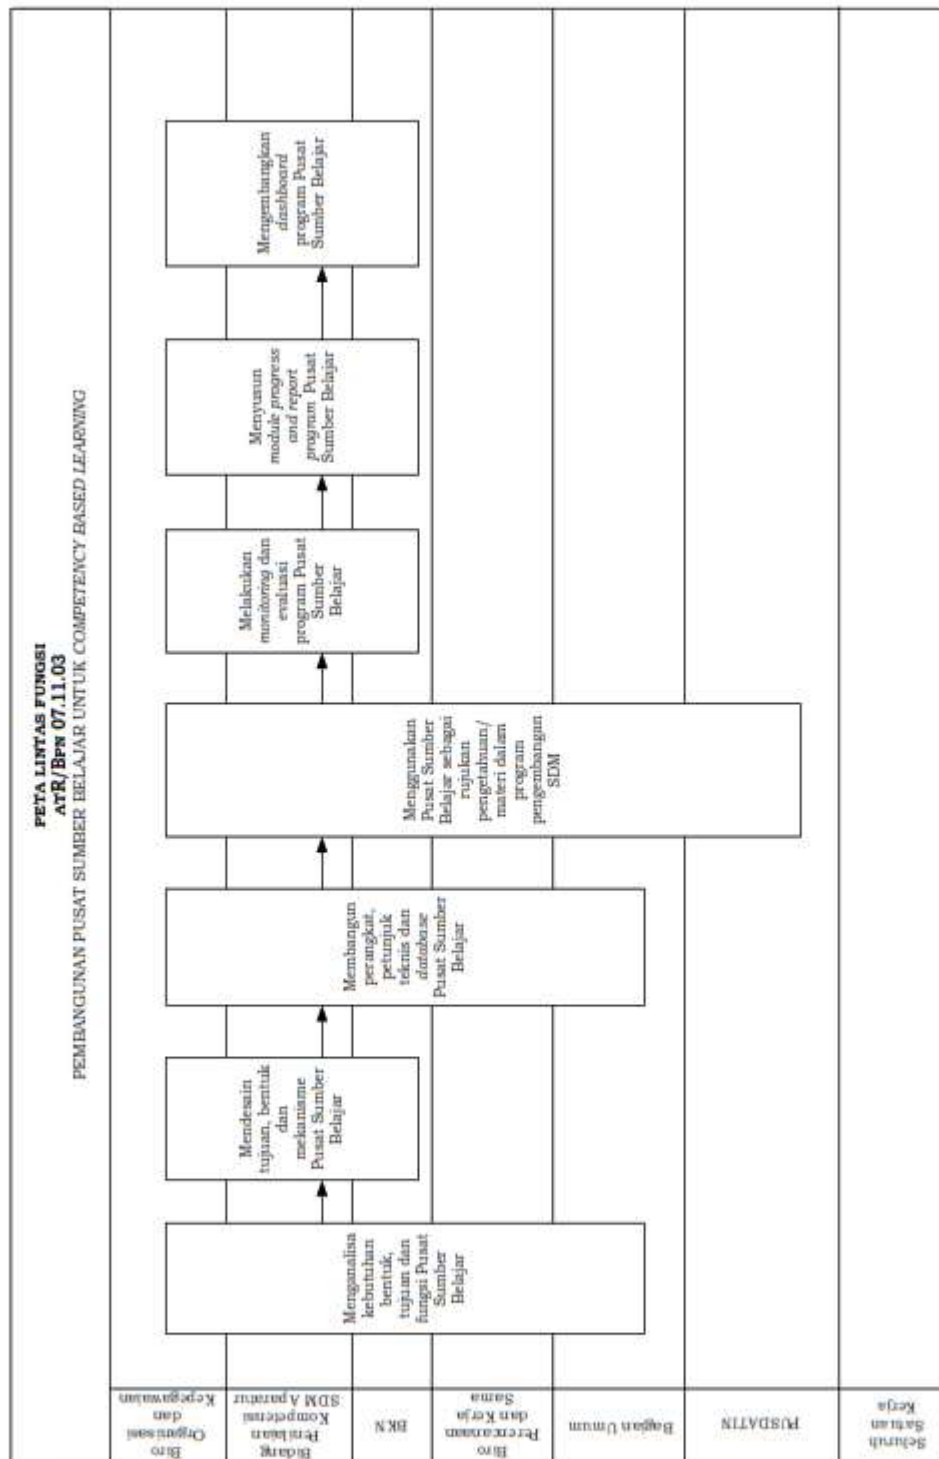 PETA LINTAS FUNGSI
ATR/BPN 07.11.03
PEMBANGUNAN PUSAT SUMBER BELAJAR UNTUK COMPETENCY BASED LEARNING
Biro
Organisasi
dan
Kepegawaian
Bidang
Penilaian
Kompetensi
SDM Aparatur
BKN
Biro
Perencanaan
dan Kerja
Sama
Bagian Umum
PUSDATIN
Seluruh
Satuan
Kerja
Menganalisa
kebutuhan
bentuk,
tujuan dan
fungsi Pusat
Sumber
Belajar
Mendesain
tujuan, bentuk
dan
mekanisme
Pusat Sumber
Belajar
Membangun
perangkat,
petunjuk
teknis dan
database
Pusat Sumber
Belajar
Menggunakan
Pusat Sumber
Belajar sebagai
rujukan
pengetahuan/
materi dalam
program
pengembangan
SDM
Melakukan
monitoring dan
evaluasi
program Pusat
Sumber
Belajar
Menyusun
module progress
and report
program Pusat
Sumber Belajar
Mengembangkan
dashboard
program Pusat
Sumber Belajar